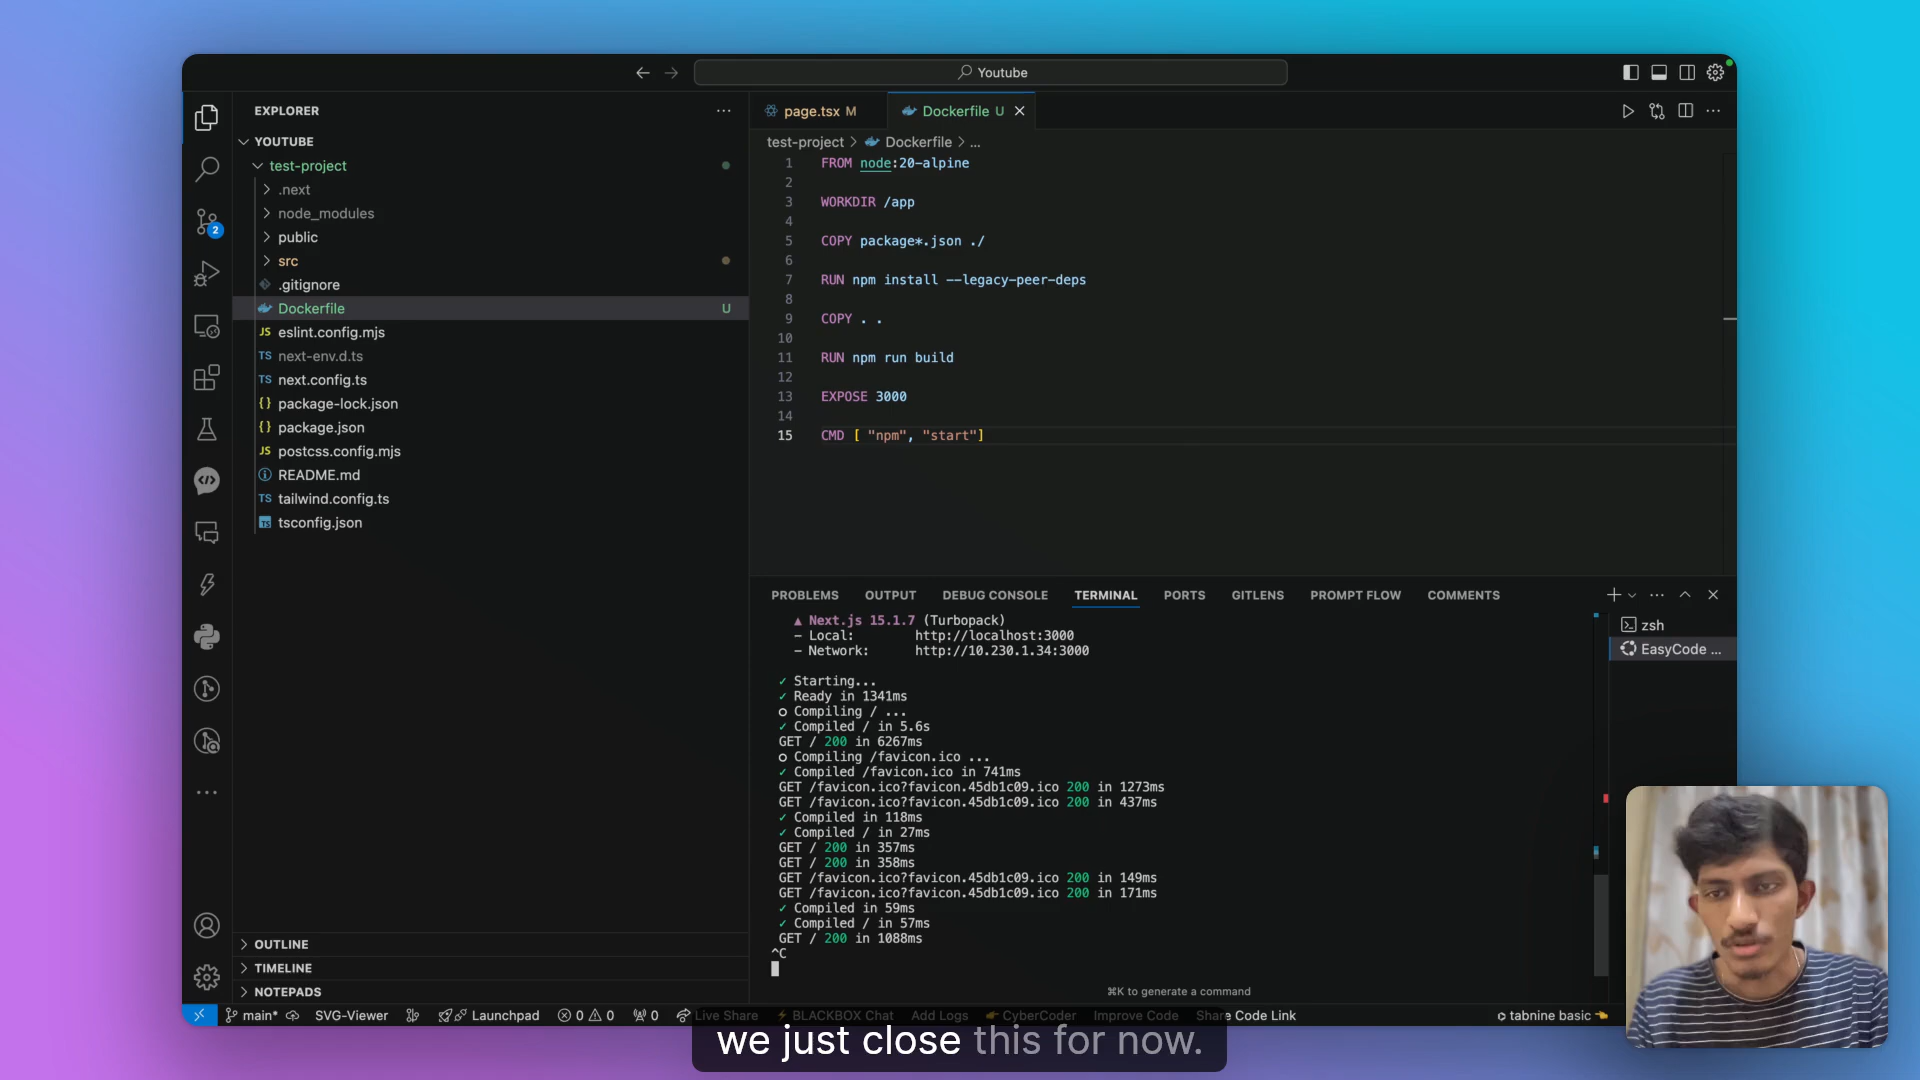 Youtube
EXPLORER
YOUTUBE
test-project
.next
node_modules
public
src
.gitignore
Dockerfile U
JS eslint.config.mjs
TS next-env.d.ts
TS next.config.ts
{} package-lock.json
{} package.json
JS postcss.config.mjs
README.md
TS tailwind.config.ts
TS tsconfig.json
2
OUTLINE
TIMELINE
NOTEPADS
page.tsx M
Dockerfile U
test-project > Dockerfile > ...
1 FROM node:20-alpine
2
3 WORKDIR /app
4
5 COPY package*.json ./
6
7 RUN npm install --legacy-peer-deps
8
9 COPY . .
10
11 RUN npm run build
12
13 EXPOSE 3000
14
15 CMD [ "npm", "start"]
PROBLEMS OUTPUT DEBUG CONSOLE TERMINAL PORTS GITLENS PROMPT FLOW COMMENTS
▲ Next.js 15.1.7 (Turbopack)
- Local: http://localhost:3000
- Network: http://10.230.1.34:3000
✓ Starting...
✓ Ready in 1341ms
○ Compiling / ...
✓ Compiled / in 5.6s
GET / 200 in 6267ms
○ Compiling /favicon.ico ...
✓ Compiled /favicon.ico in 741ms
GET /favicon.ico?favicon.45db1c09.ico 200 in 1273ms
GET /favicon.ico?favicon.45db1c09.ico 200 in 437ms
✓ Compiled in 118ms
✓ Compiled / in 27ms
GET / 200 in 357ms
GET / 200 in 358ms
GET /favicon.ico?favicon.45db1c09.ico 200 in 149ms
GET /favicon.ico?favicon.45db1c09.ico 200 in 171ms
✓ Compiled in 59ms
✓ Compiled / in 57ms
GET / 200 in 1088ms
^C
⌘K to generate a command
zsh
EasyCode ...
main* SVG-Viewer Launchpad 0 0 0 Live Share BLACKBOX Chat Add Logs CyberCoder Improve Code Share Code Link tabnine basic
we just close this for now.